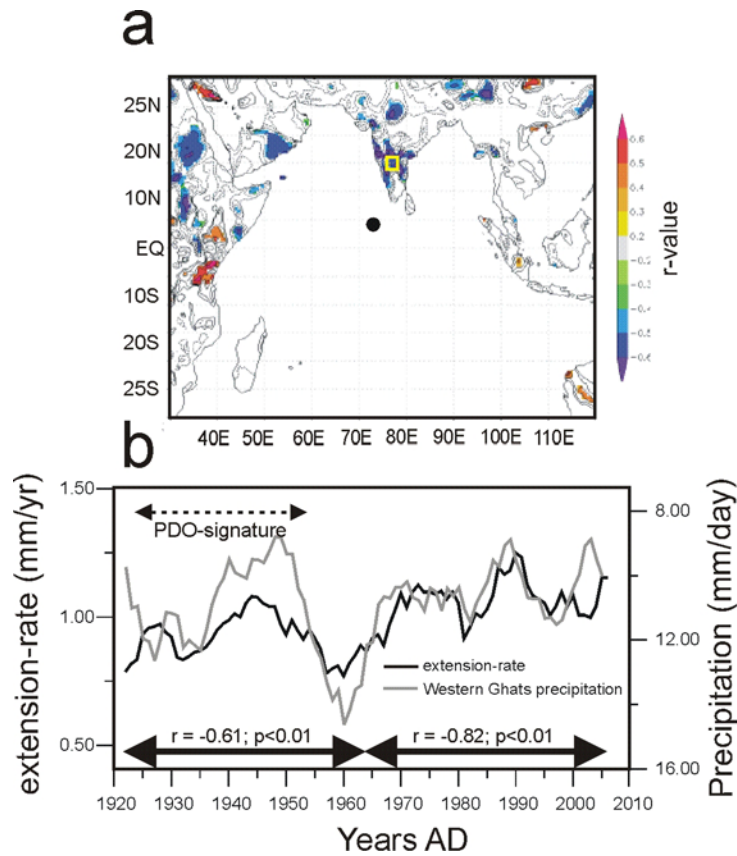 a
25N
20N
10N
EQ
10S
20S
25S
40E 50E 60E 70E 80E 90E 100E 110E
0.6
0.5
0.4
0.3
0.2
-0.2
-0.3
-0.4
-0.5
-0.6
r-value
b
1.50
1.00
0.50
extension-rate (mm/yr)
PDO-signature
8.00
12.00
16.00
Precipitation (mm/day)
extension-rate
Western Ghats precipitation
r = -0.61; p<0.01
r = -0.82; p<0.01
1920 1930 1940 1950 1960 1970 1980 1990 2000 2010
Years AD